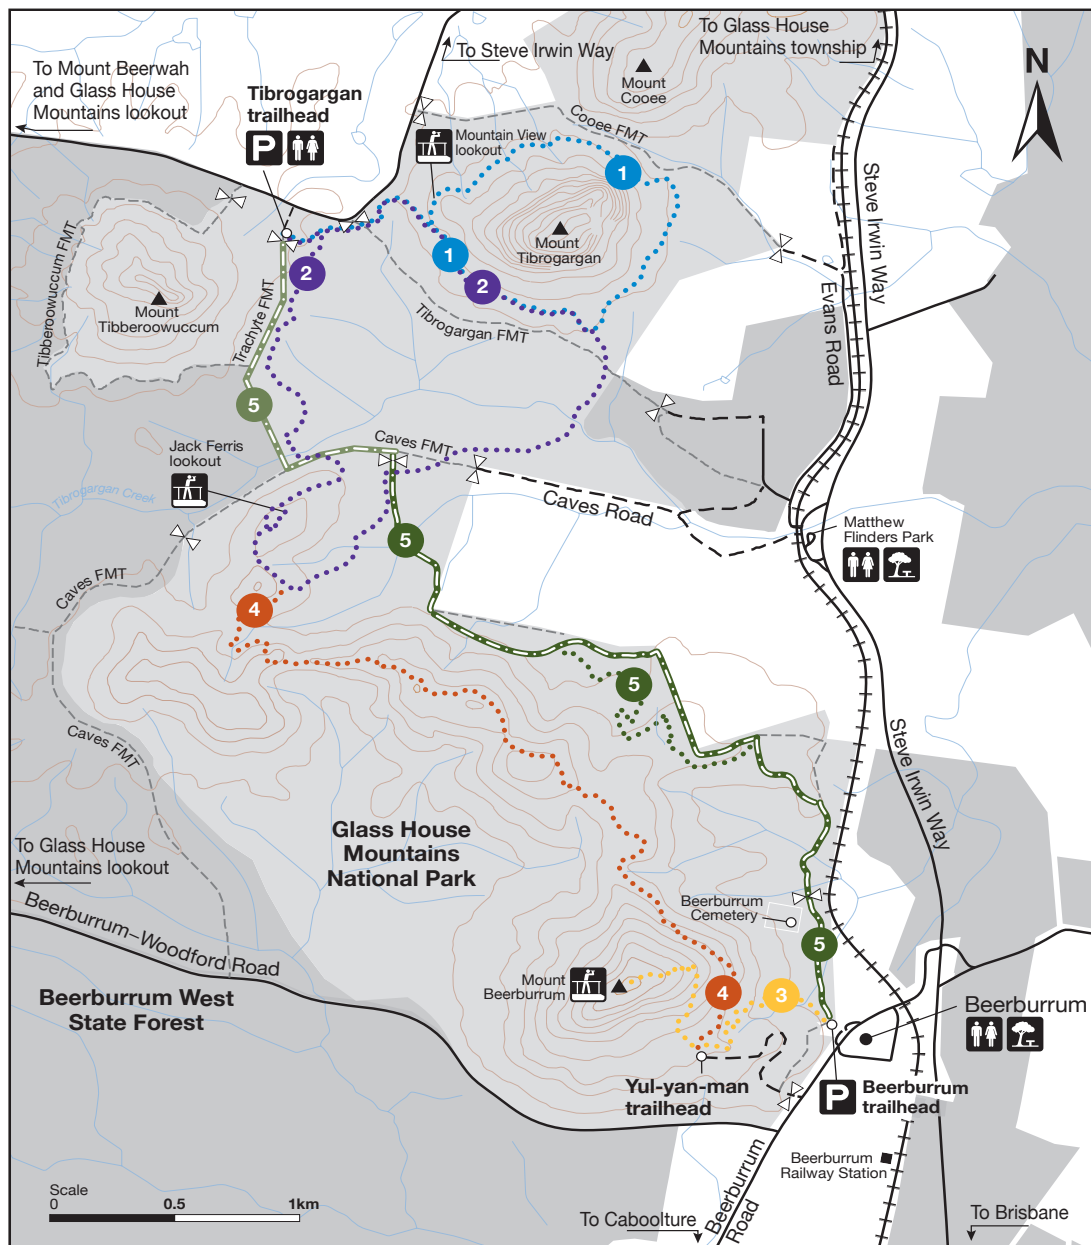 To Glass House
Mountains township
To Steve Irwin Way
To Mount Beerwah
and Glass House
Mountains lookout
N
Mount
Cooee
Tibrogargan
trailhead
P
Mountain View
lookout
Cooee FMT
1
Steve Irwin Way
Mount
Tibrogargan
1
2
2
Tibberoowuccum FMT
Mount
Tibberoowuccum
Trachyte FMT
Tibrogargan FMT
Evans Road
5
Jack Ferris
lookout
Caves FMT
Tibrogargan Creek
Caves Road
Matthew
Flinders Park
5
Caves FMT
4
5
Caves FMT
Steve Irwin Way
Glass House
Mountains
National Park
To Glass House
Mountains lookout
Beerburrum
Cemetery
Beerburrum–Woodford Road
5
Mount
Beerburrum
4
3
Beerburrum West
State Forest
Beerburrum
Yul-yan-man
trailhead
P
Beerburrum
trailhead
Beerburrum
Railway Station
Beerburrum
Road
Scale
0
0.5
1km
To Caboolture
To Brisbane